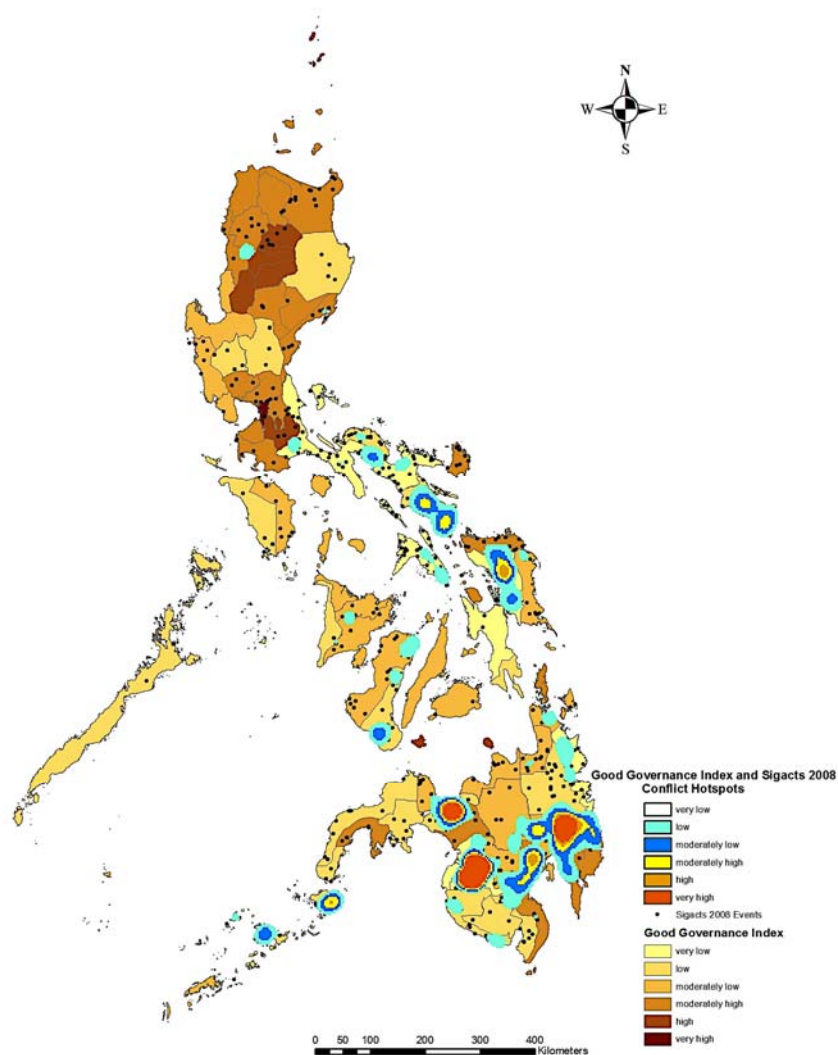 N
W E
S
Good Governance Index and Sigacts 2008
Conflict Hotspots
very low
low
moderately low
moderately high
high
very high
Sigacts 2008 Events
Good Governance Index
very low
low
moderately low
moderately high
high
very high
0 50 100 200 300 400
Kilometers